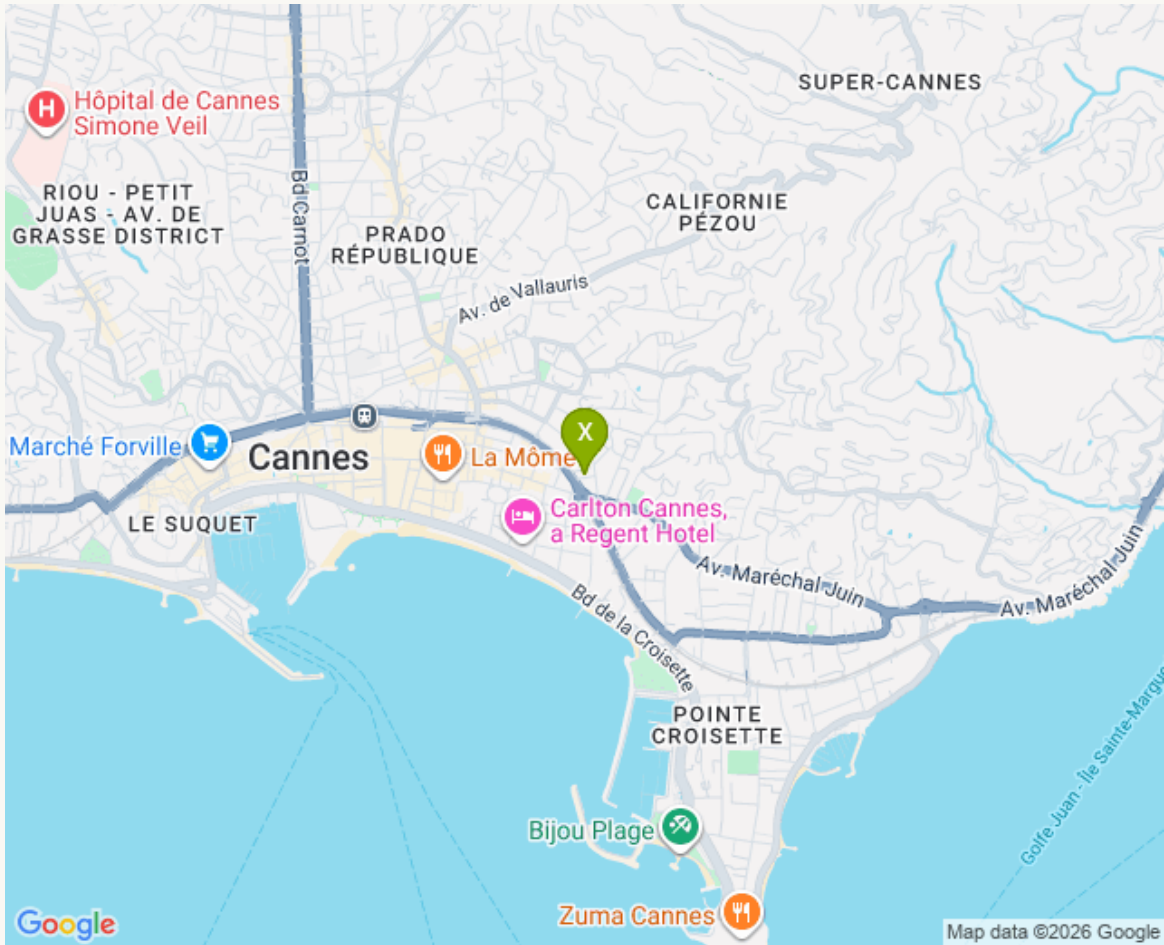 SUPER-CANNES
Hôpital de Cannes
Simone Veil
Bd Carnot
RIOU - PETIT
JUAS - AV. DE
GRASSE DISTRICT
CALIFORNIE
PÉZOU
PRADO
RÉPUBLIQUE
Av. de Vallauris
X
Marché Forville
Cannes
La Môme
LE SUQUET
Carlton Cannes,
a Regent Hotel
Av. Maréchal Juin
Av. Maréchal Juin
Bd de la Croisette
POINTE
CROISETTE
Golfe Juan - Île Sainte-Margue
Bijou Plage
Zuma Cannes
Google
Map data ©2026 Google